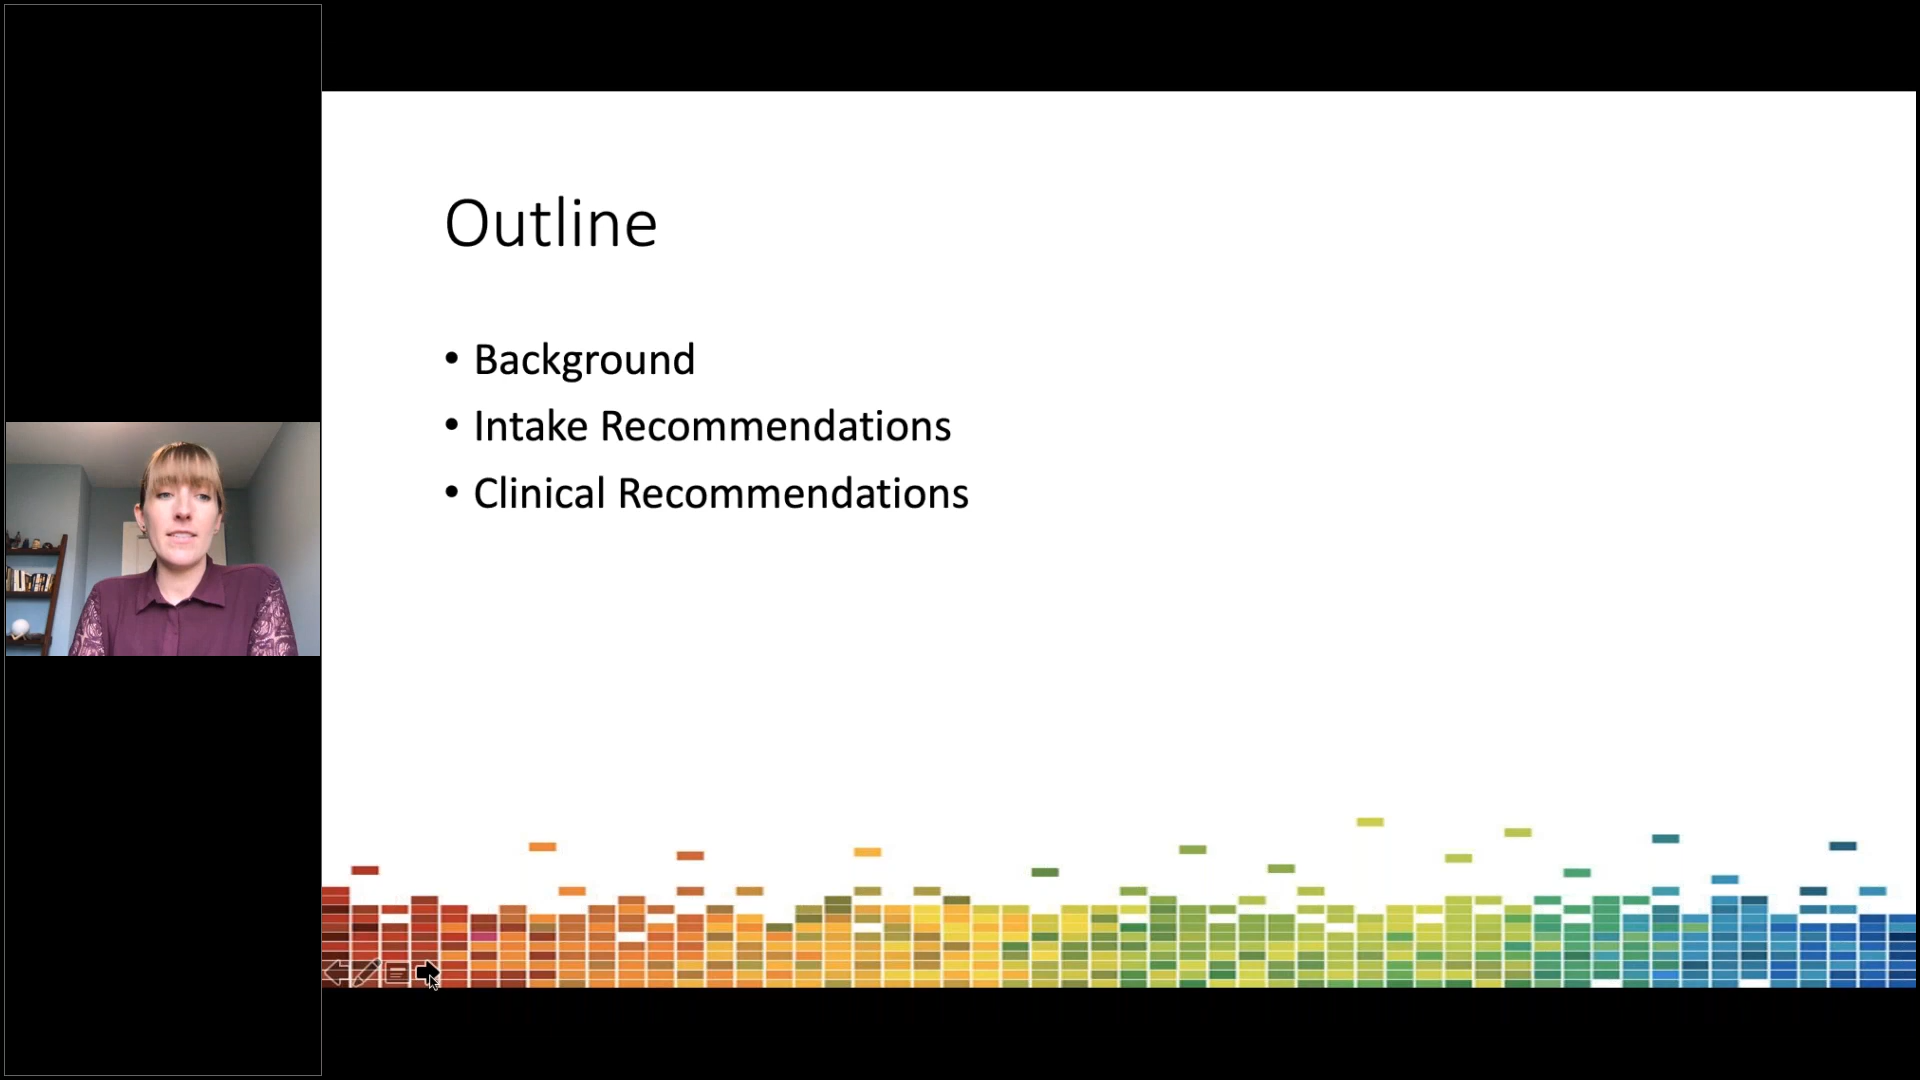 Outline
• Background
• Intake Recommendations
• Clinical Recommendations